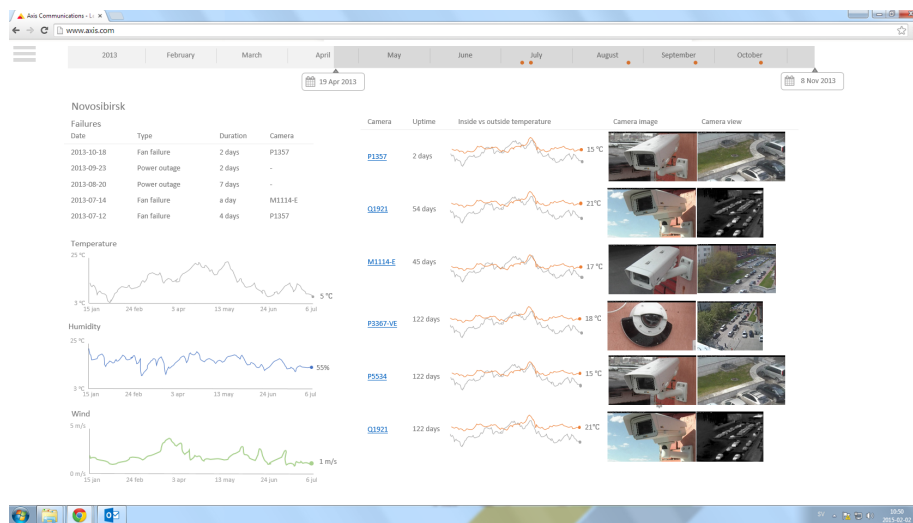 Axis Communications - Le
www.axis.com
2013 February March April May June July August September October
19 Apr 2013 8 Nov 2013
Novosibirsk
Failures
Date Type Duration Camera
2013-10-18 Fan failure 2 days P1357
2013-09-23 Power outage 2 days -
2013-08-20 Power outage 7 days -
2013-07-14 Fan failure a day M1114-E
2013-07-12 Fan failure 4 days P1357
Temperature
25 °C
5 °C
3 °C
15 jan 24 feb 3 apr 13 may 24 jun 6 jul
Humidity
25 °C
55%
3 °C
15 jan 24 feb 3 apr 13 may 24 jun 6 jul
Wind
5 m/s
1 m/s
0 m/s
15 jan 24 feb 3 apr 13 may 24 jun 6 jul
Camera Uptime Inside vs outside temperature Camera image Camera view
P1357 2 days 15 °C
Q1921 54 days 21°C
M1114-E 45 days 17 °C
P3367-VE 122 days 18 °C
P5534 122 days 15 °C
Q1921 122 days 21°C
SV 10:50
2015-02-02